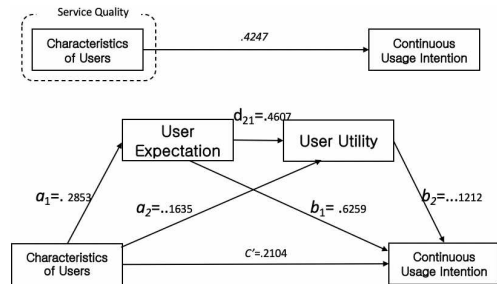 Service Quality
Characteristics
of Users
.4247
Continuous
Usage Intention
d21=.4607
User
Expectation
User Utility
a1=. 2853
a2=..1635
b1=.6259
b2=...1212
Characteristics
of Users
C'=.2104
Continuous
Usage Intention